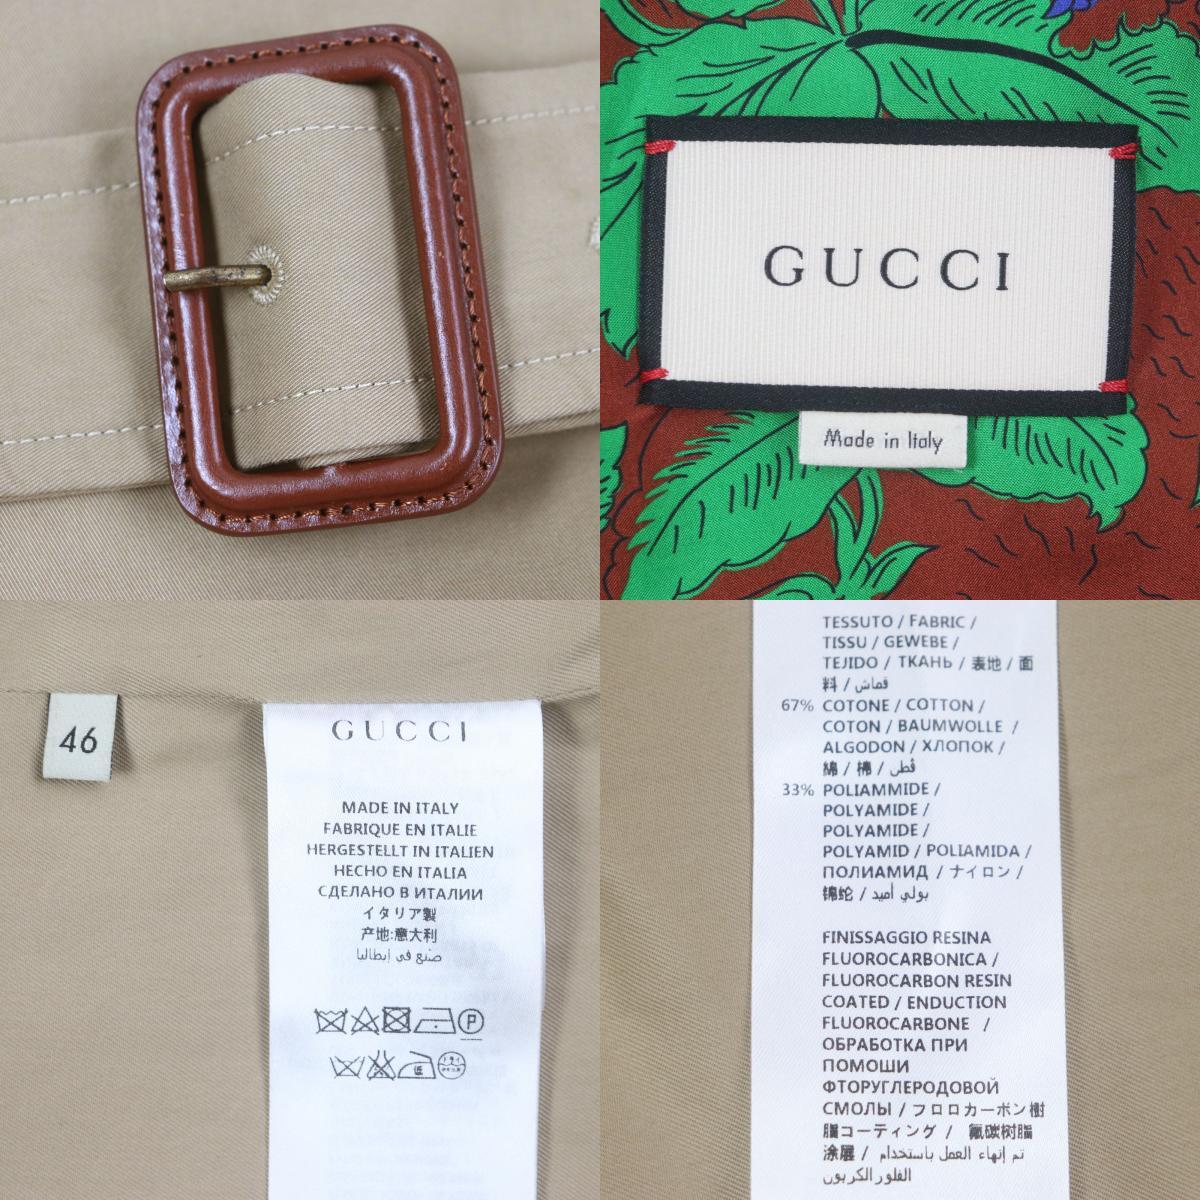 GUCCI
Made in Italy
46
GUCCI
MADE IN ITALY
FABRIQUE EN ITALIE
HERGESTELLT IN ITALIEN
HECHO EN ITALIA
СДЕЛАНО В ИТАЛИИ
イタリア製
产地:意大利
صنع في إيطاليا
P
TESSUTO / FABRIC /
TISSU / GEWEBE /
TEJIDO / ТКАНЬ / 表地 / 面
料 / قماش
67% COTONE / COTTON /
COTON / BAUMWOLLE /
ALGODON / ХЛОПОК /
綿 / 棉 / قطن
33% POLIAMMIDE /
POLYAMIDE /
POLYAMIDE /
POLYAMID / POLIAMIDA /
ПОЛИАМИД / ナイロン /
锦纶 / بولي أميد
FINISSAGGIO RESINA
FLUOROCARBONICA /
FLUOROCARBON RESIN
COATED / ENDUCTION
FLUOROCARBONE /
ОБРАБОТКА ПРИ
ПОМОШИ
ФТОРУГЛЕРОДОВОЙ
СМОЛЫ / フロロカーボン樹
脂コーティング / 氟碳树脂
涂层 / تم إنهاء العمل باستخدام
الفلور الكربون